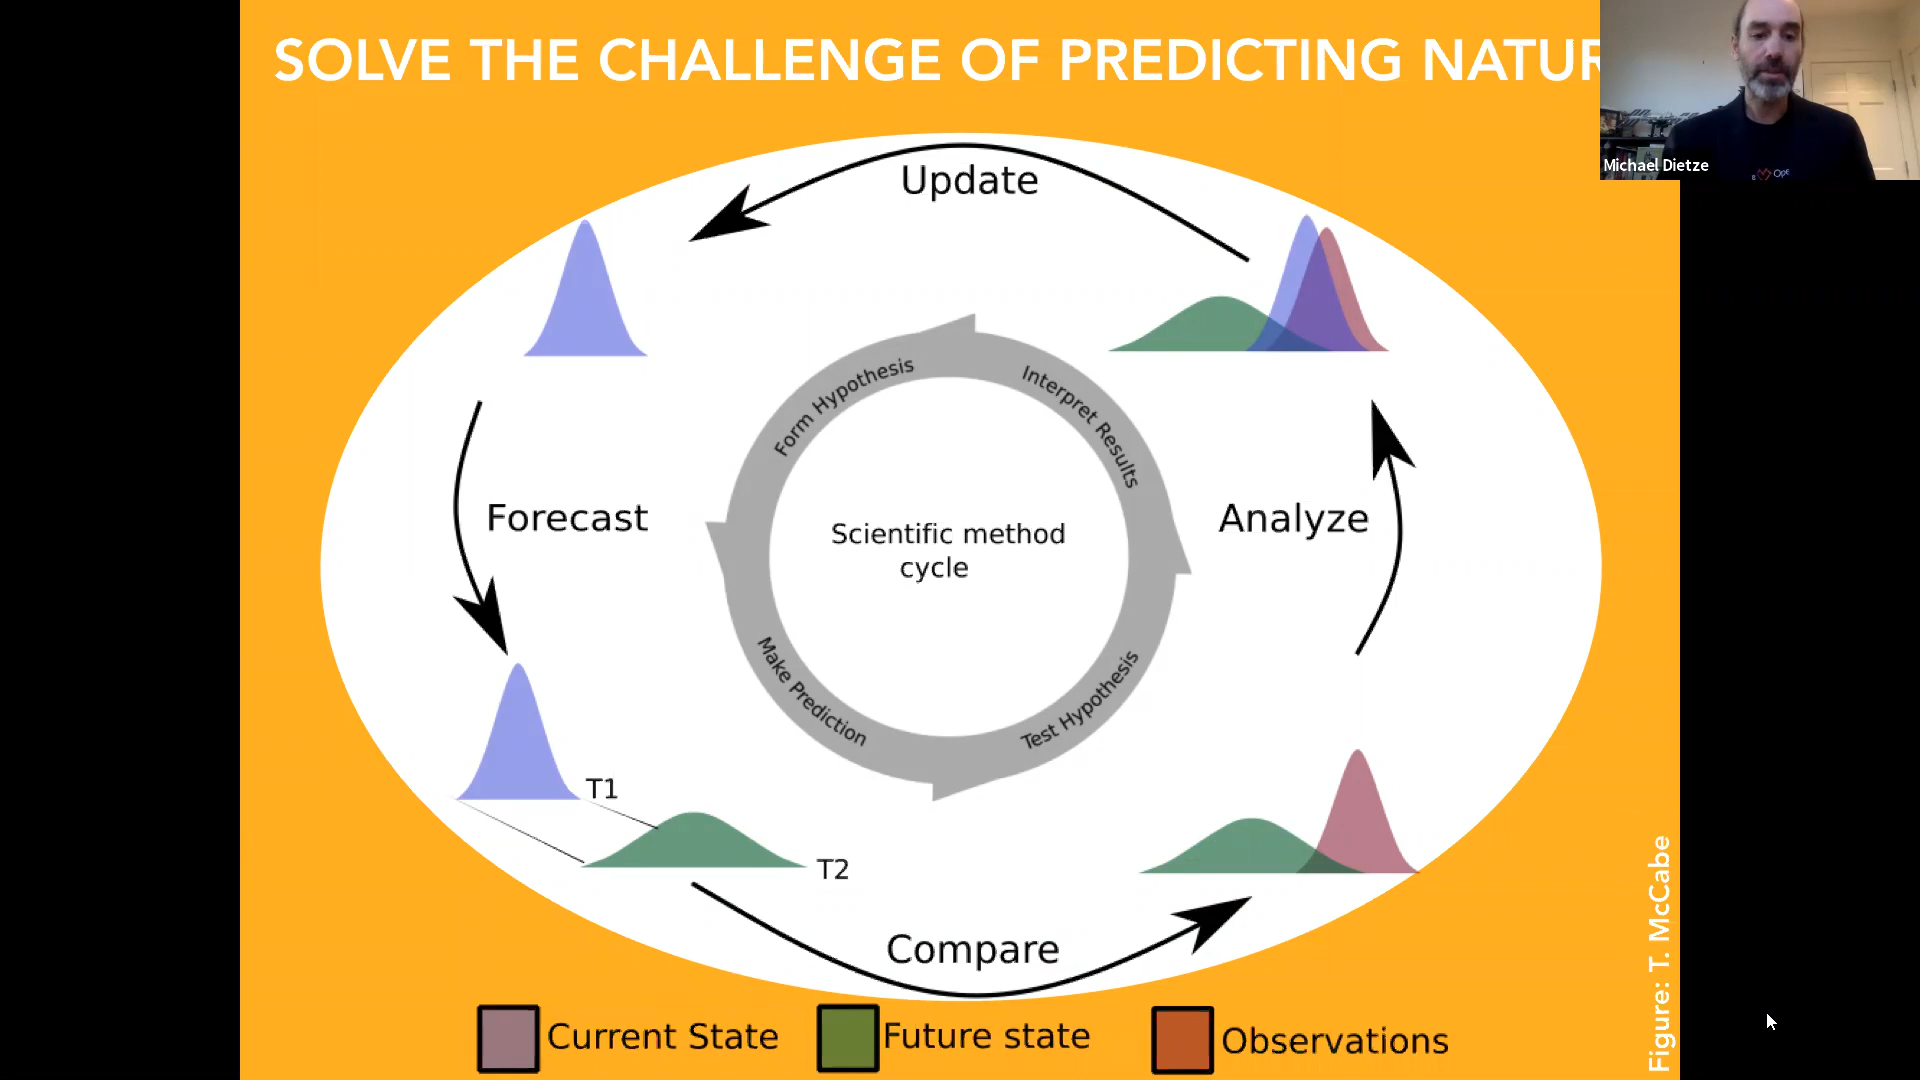 SOLVE THE CHALLENGE OF PREDICTING NATUR
Michael Dietze
Update
Form Hypothesis
Interpret Results
Forecast
Scientific method
cycle
Analyze
Make Prediction
Test Hypothesis
T1
T2
Compare
Current State
Future state
Observations
Figure: T. McCabe